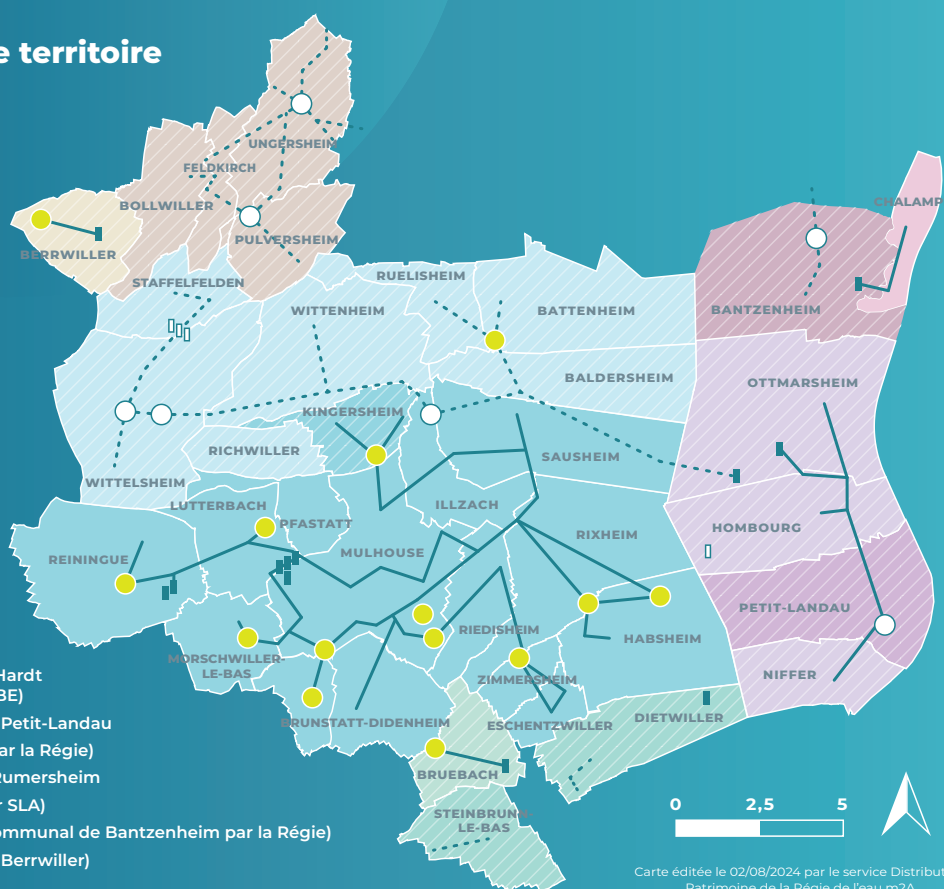 e territoire
UNGERSHEIM
FELDKIRCH
BOLLWILLER
CHALAMP
PULVERSHEIM
BERRWILLER
STAFFELFELDEN
RUELISHEIM
WITTENHEIM
BATTENHEIM
BANTZENHEIM
BALDERSHEIM
OTTMARSHEIM
KINGERSHEIM
RICHWILLER
SAUSHEIM
WITTELSHEIM
LUTTERBACH
ILLZACH
PFASTATT
HOMBOURG
RIXHEIM
MULHOUSE
REININGUE
PETIT-LANDAU
RIEDISHEIM
HABSHEIM
MORSCHWILLER-
LE-BAS
NIFFER
ZIMMERSHEIM
Hardt
BE)
DIETWILLER
BRUNSTATT-DIDENHEIM
ESCHENTZWILLER
Petit-Landau
ar la Régie)
BRUEBACH
Rumersheim
r SLA)
0 2,5 5
STEINBRUNN
LE-BAS
ommunal de Bantzenheim par la Régie)
Berrwiller)
Carte éditée le 02/08/2024 par le service Distribut
Patrimoine de la Régie de l'eau m2A